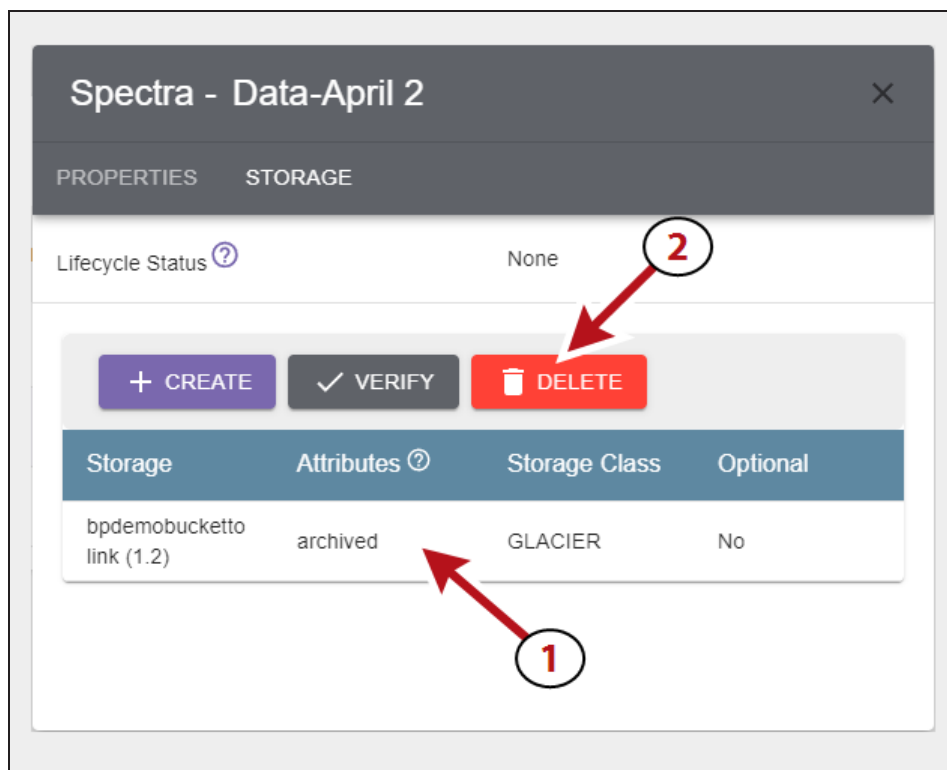 Spectra - Data-April 2
PROPERTIES STORAGE
Lifecycle Status ? None
2
+ CREATE ✓ VERIFY DELETE
Storage Attributes ? Storage Class Optional
bpdemobucketto
link (1.2) archived GLACIER No
1